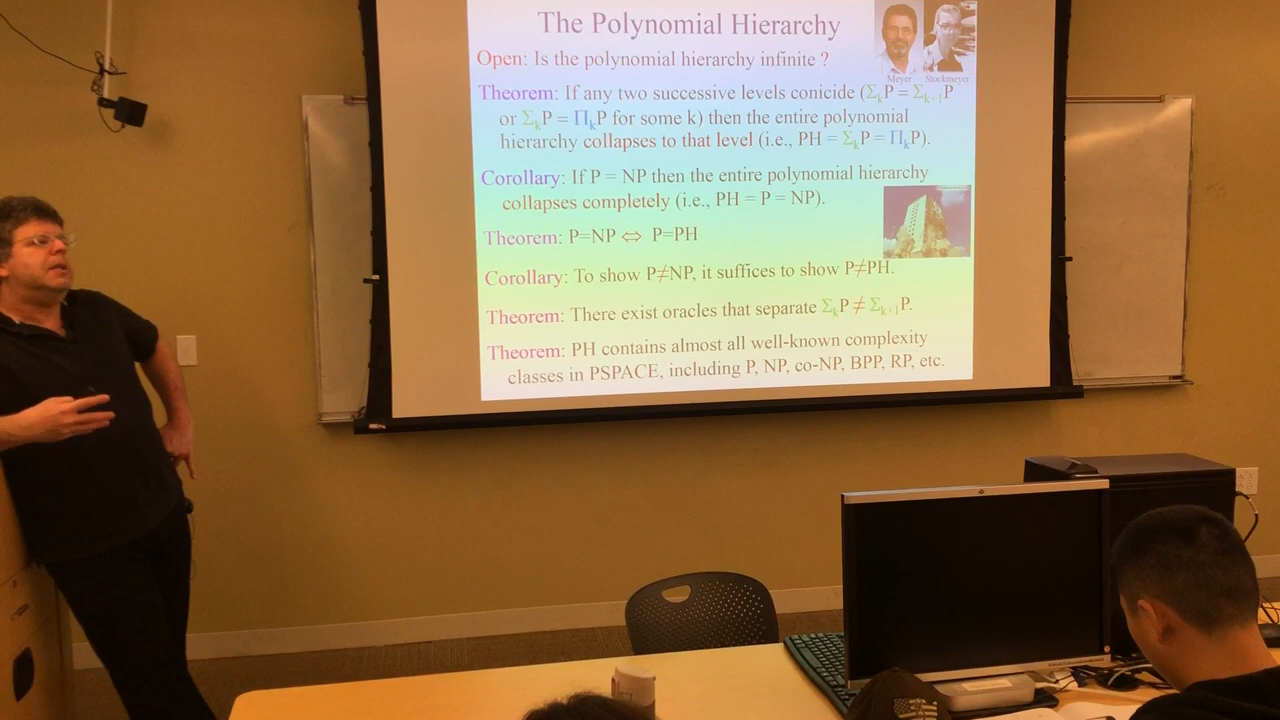 The Polynomial Hierarchy
Open: Is the polynomial hierarchy infinite ?
Meyer Stockmeyer
Theorem: If any two successive levels conicide (ΣₖP = Σₖ₊₁P
or ΣₖP = ΠₖP for some k) then the entire polynomial
hierarchy collapses to that level (i.e., PH = ΣₖP = ΠₖP).
Corollary: If P = NP then the entire polynomial hierarchy
collapses completely (i.e., PH = P = NP).
Theorem: P=NP ⇔ P=PH
Corollary: To show P≠NP, it suffices to show P≠PH.
Theorem: There exist oracles that separate ΣₖP ≠ Σₖ₊₁P.
Theorem: PH contains almost all well-known complexity
classes in PSPACE, including P, NP, co-NP, BPP, RP, etc.